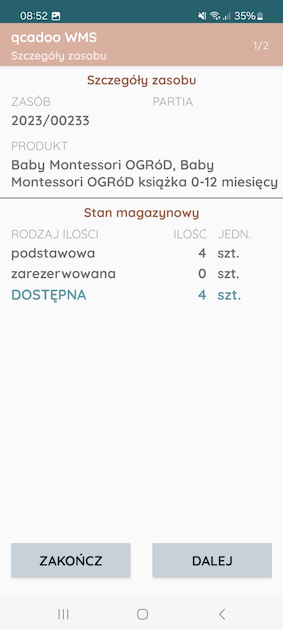 08:52 35%
qcadoo WMS
1/2
Szczegóły zasobu
Szczegóły zasobu
ZASÓB PARTIA
2023/00233
PRODUKT
Baby Montessori OGRóD, Baby
Montessori OGRóD książka 0-12 miesięcy
Stan magazynowy
RODZAJ ILOŚCI ILOŚĆ JEDN.
podstawowa 4 szt.
zarezerwowana 0 szt.
DOSTĘPNA 4 szt.
ZAKOŃCZ DALEJ